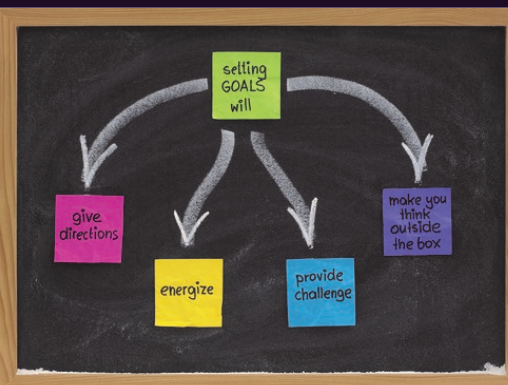 setting
GOALS
will
give
directions
energize
provide
challenge
make you
think
outside
the box